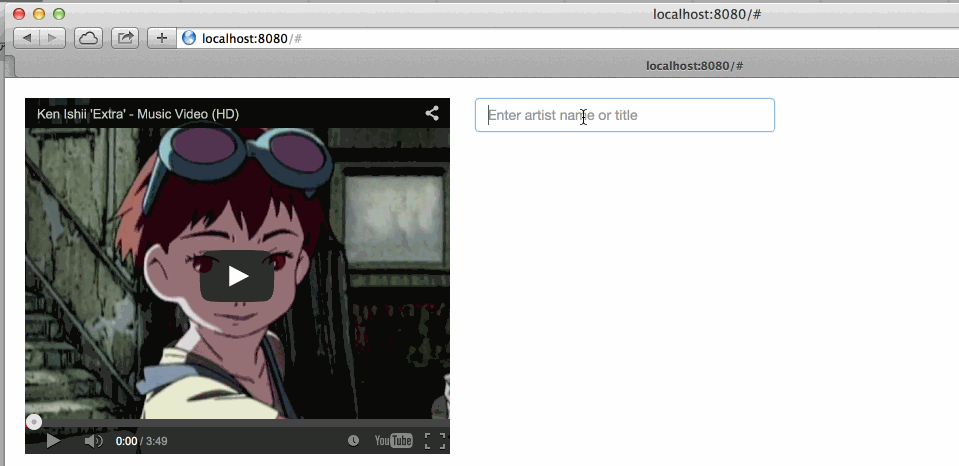 localhost:8080/#
localhost:8080/#
localhost:8080/#
Ken Ishii 'Extra' - Music Video (HD)
Enter artist name or title
0:00 / 3:49
YouTube